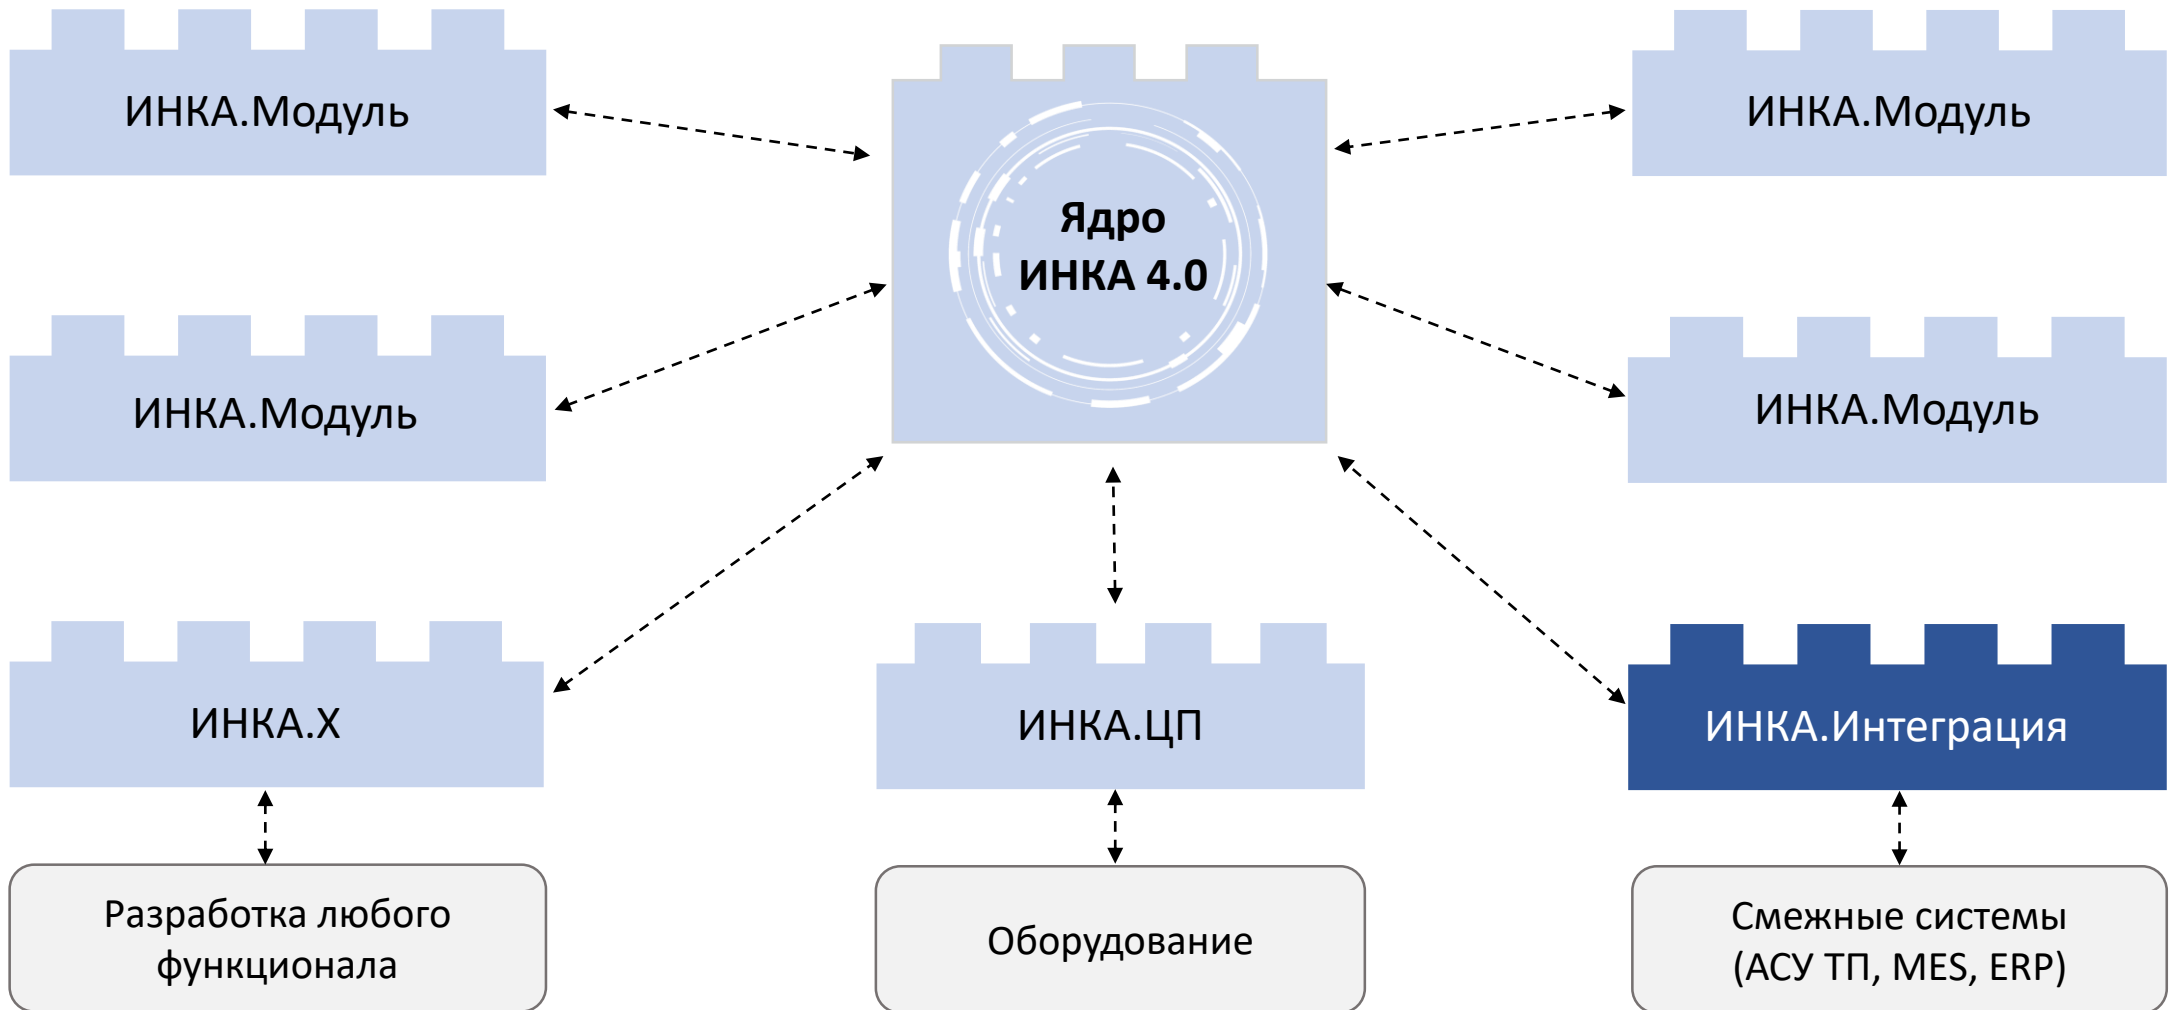 ИНКА.Модуль
Ядро
ИНКА 4.0
ИНКА.Модуль
ИНКА.Модуль
ИНКА.Модуль
ИНКА.Х
ИНКА.ЦП
ИНКА.Интеграция
Разработка любого
функционала
Оборудование
Смежные системы
(АСУ ТП, MES, ERP)